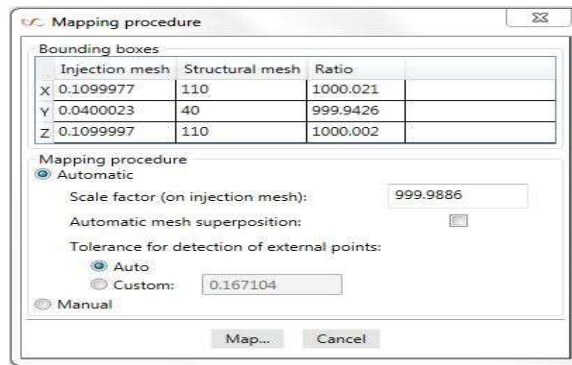 Mapping procedure
Bounding boxes
Injection mesh Structural mesh Ratio
X 0.1099977 110 1000.021
Y 0.0400023 40 999.9426
Z 0.1099997 110 1000.002
Mapping procedure
Automatic
Scale factor (on injection mesh): 999.9886
Automatic mesh superposition:
Tolerance for detection of external points:
Auto
Custom: 0.167104
Manual
Map... Cancel